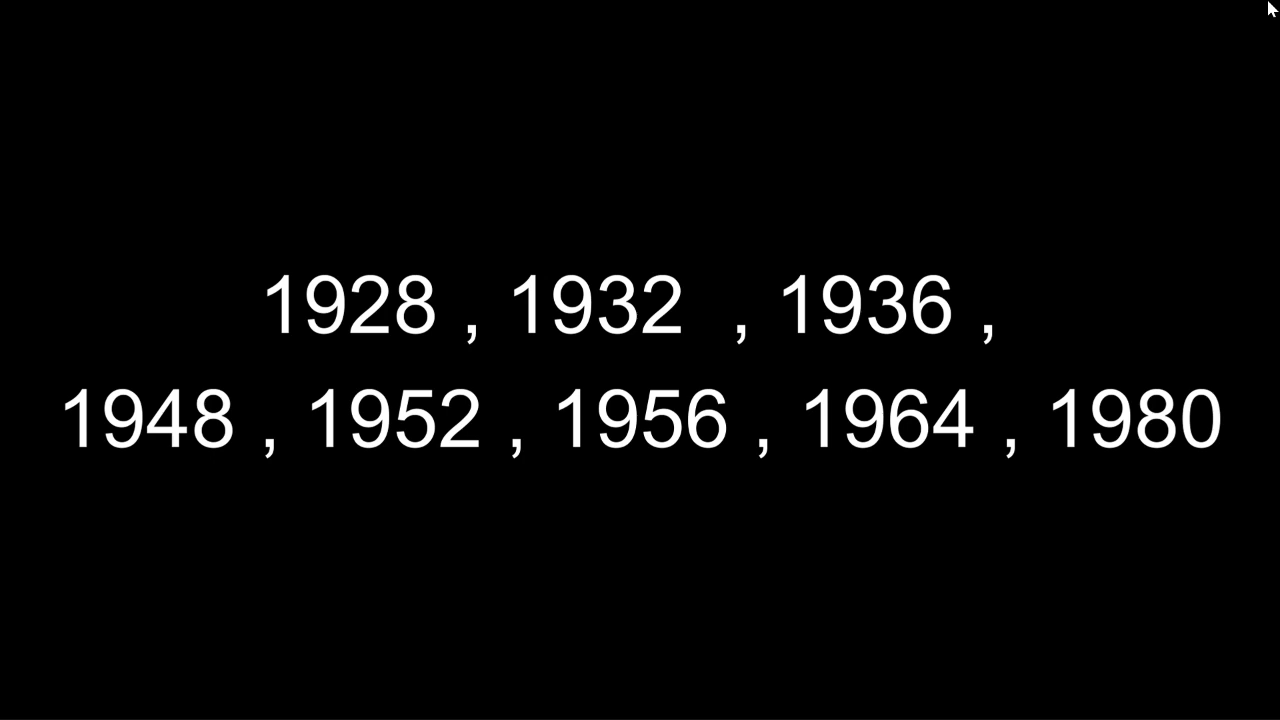 1928 , 1932  , 1936 ,
1948 , 1952 , 1956 , 1964 , 1980